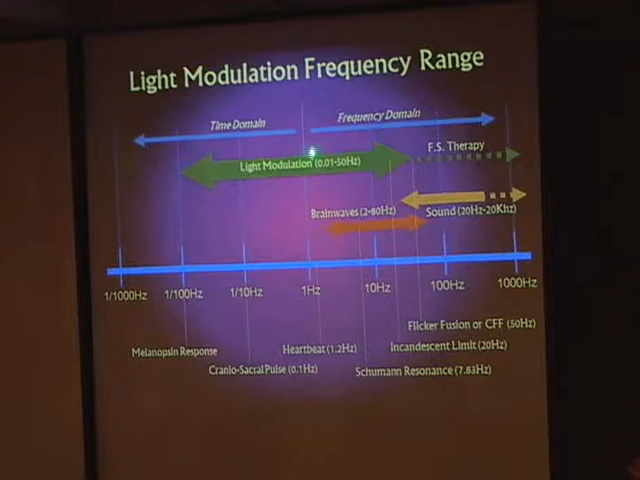 Light Modulation Frequency Range
Time Domain
Frequency Domain
F.S. Therapy
Light Modulation (0.01-50Hz)
Brainwaves (2-80Hz)
Sound (20Hz-20Khz)
1/1000Hz 1/100Hz 1/10Hz 1Hz 10Hz 100Hz 1000Hz
Flicker Fusion or CFF (50Hz)
Melanopsin Response
Heartbeat (1.2Hz)
Incandescent Limit (20Hz)
Cranio-Sacral Pulse (0.1Hz)
Schumann Resonance (7.83Hz)